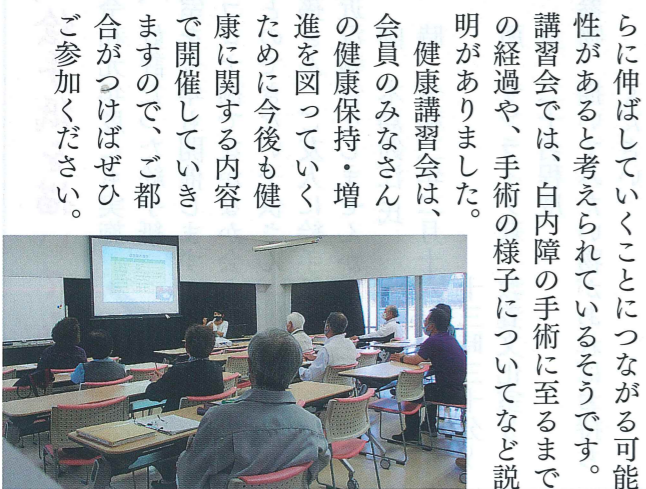 らに伸ばしていくことにつながる可能
性があると考えられているそうです。
講習会では、白内障の手術に至るまで
の経過や、手術の様子についてなど説
明がありました。
健康講習会は、
会員のみなさん
の健康保持・増
進を図っていく
ために今後も健
康に関する内容
で開催していき
ますので、ご都
合がつけばぜひ
ご参加ください。